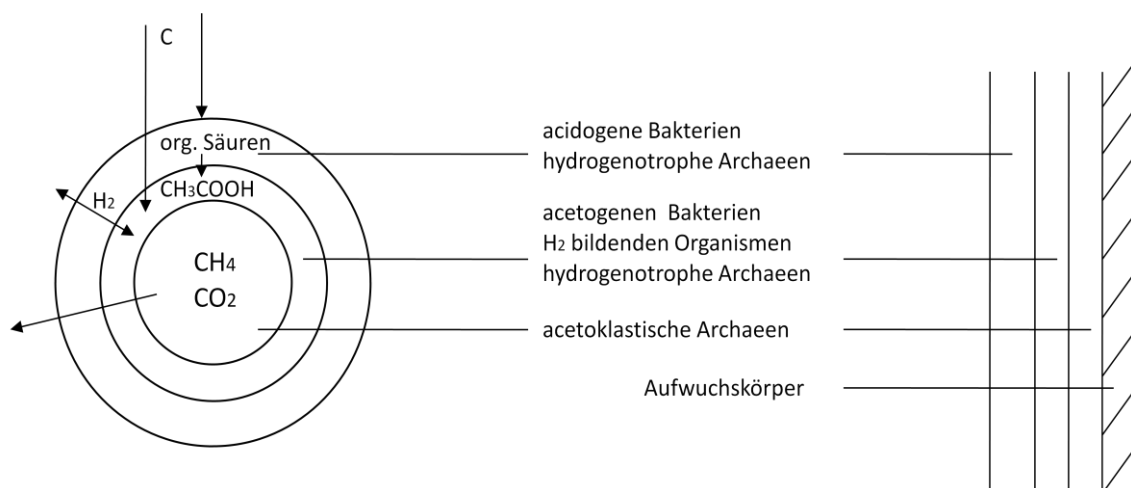 C
org. Säuren
CH₃COOH
H₂
CH₄
CO₂
acidogene Bakterien
hydrogenotrophe Archaeen
acetogenen Bakterien
H₂ bildenden Organismen
hydrogenotrophe Archaeen
acetoklastische Archaeen
Aufwuchskörper